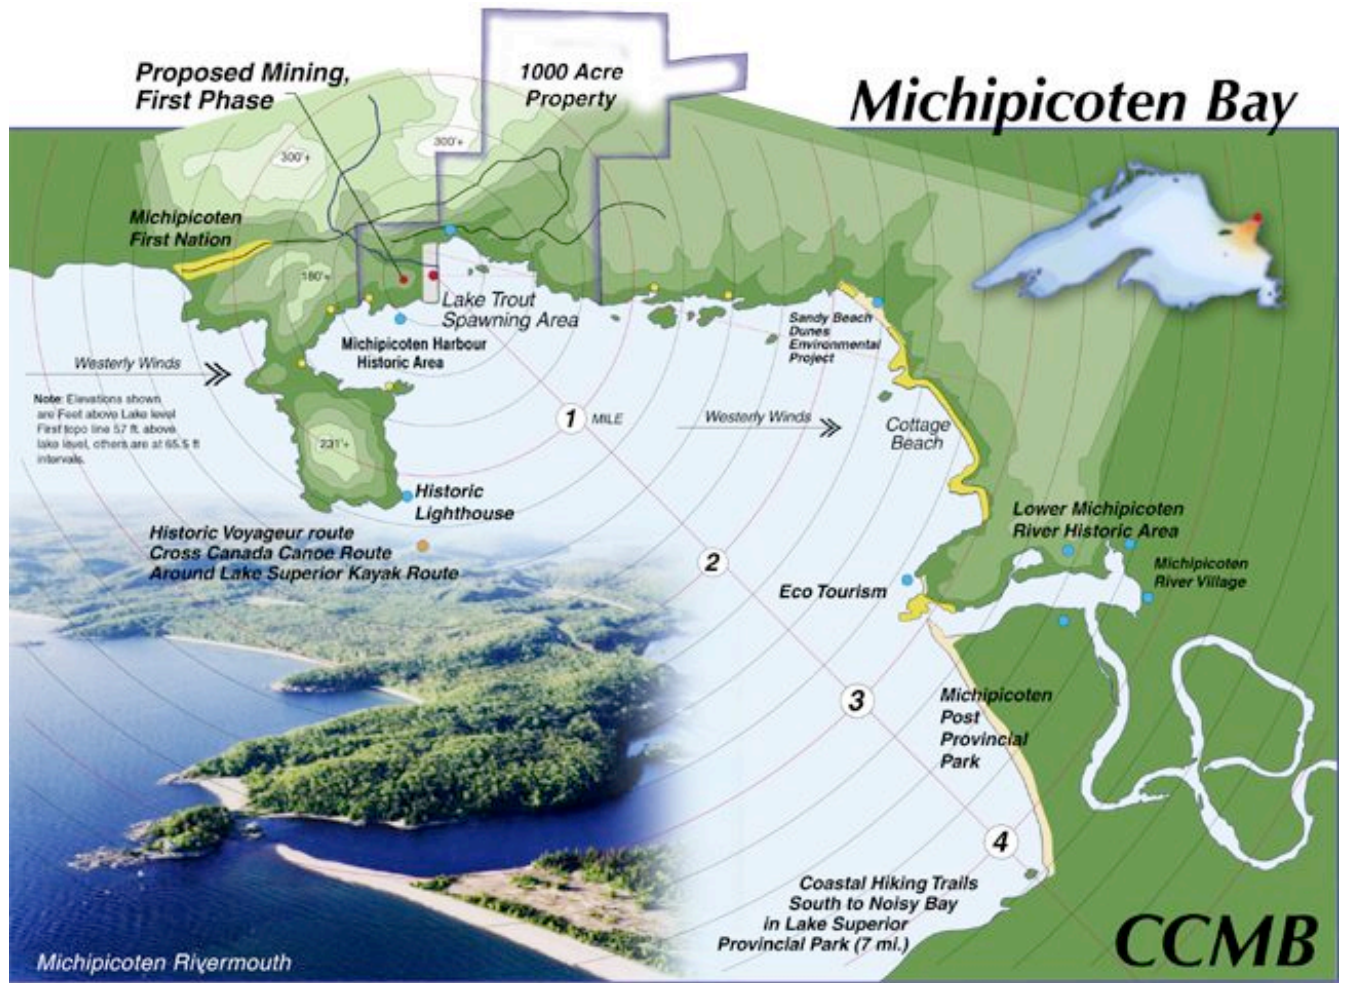 Proposed Mining,
First Phase
1000 Acre
Property
Michipicoten Bay
300'+
300'+
Michipicoten
First Nation
180'+
Lake Trout
Spawning Area
Michipicoten Harbour
Historic Area
Sandy Beach
Dunes
Environmental
Project
Westerly Winds
Note: Elevations shown
are Feet above Lake level
First topo line 57 ft. above
lake level, others are at 65.5 ft
intervals.
1 MILE
Westerly Winds
Cottage
Beach
231'+
Historic
Lighthouse
Historic Voyageur route
Cross Canada Canoe Route
Around Lake Superior Kayak Route
Lower Michipicoten
River Historic Area
Michipicoten
River Village
2
Eco Tourism
3
Michipicoten
Post
Provincial
Park
4
Coastal Hiking Trails
South to Noisy Bay
in Lake Superior
Provincial Park (7 mi.)
CCMB
Michipicoten Rivermouth